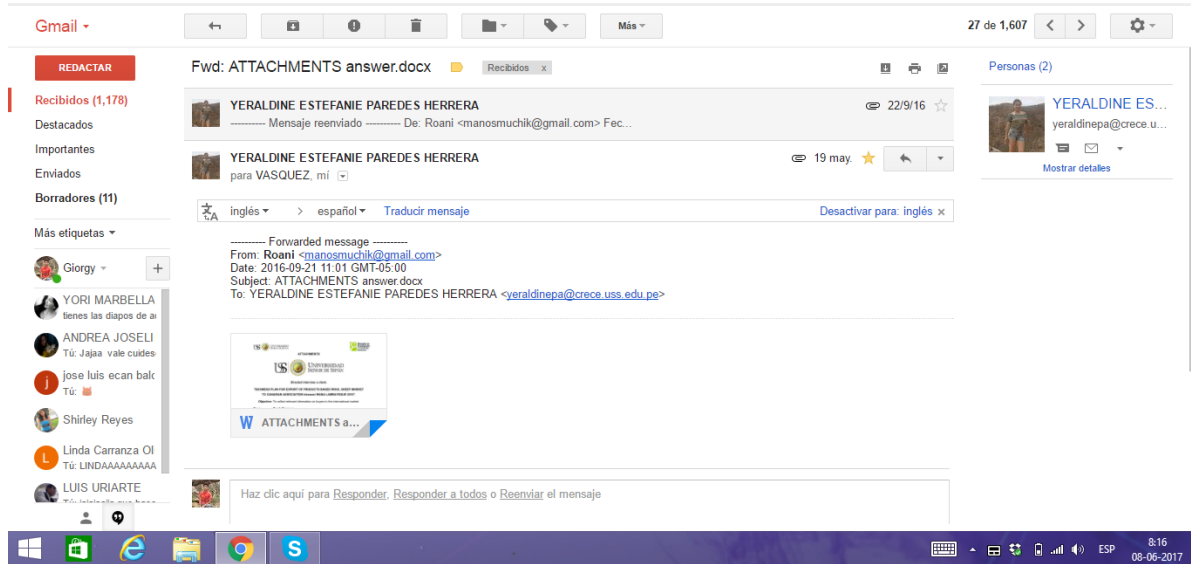 Gmail
Más
27 de 1,607
REDACTAR
Fwd: ATTACHMENTS answer.docx
Recibidos x
Personas (2)
Recibidos (1,178)
Destacados
Importantes
Enviados
Borradores (11)
Más etiquetas
Giorgy
YORI MARBELLA
tienes las diapos de
ANDREA JOSELI
Tú: Jajaa vale cuides
jose luis ecan balc
Tú:
Shirley Reyes
Linda Carranza Ol
Tú: LINDAAAAAAAAA
LUIS URIARTE
YERALDINE ESTEFANIE PAREDES HERRERA
22/9/16
---------- Mensaje reenviado ---------- De: Roani <manosmuchik@gmail.com> Fec...
YERALDINE ESTEFANIE PAREDES HERRERA
19 may.
para VASQUEZ, mí
inglés > español Traducir mensaje
Desactivar para: inglés x
---------- Forwarded message ----------
From: Roani <manosmuchik@gmail.com>
Date: 2016-09-21 11:01 GMT-05:00
Subject: ATTACHMENTS answer.docx
To: YERALDINE ESTEFANIE PAREDES HERRERA <yeraldinepa@crece.uss.edu.pe>
ATTACHMENTS
USS UNIVERSIDAD
W ATTACHMENTS a...
Haz clic aquí para Responder, Responder a todos o Reenviar el mensaje
YERALDINE ES...
yeraldinepa@crece.u...
Mostrar detalles
ESP
8:16
08-06-2017